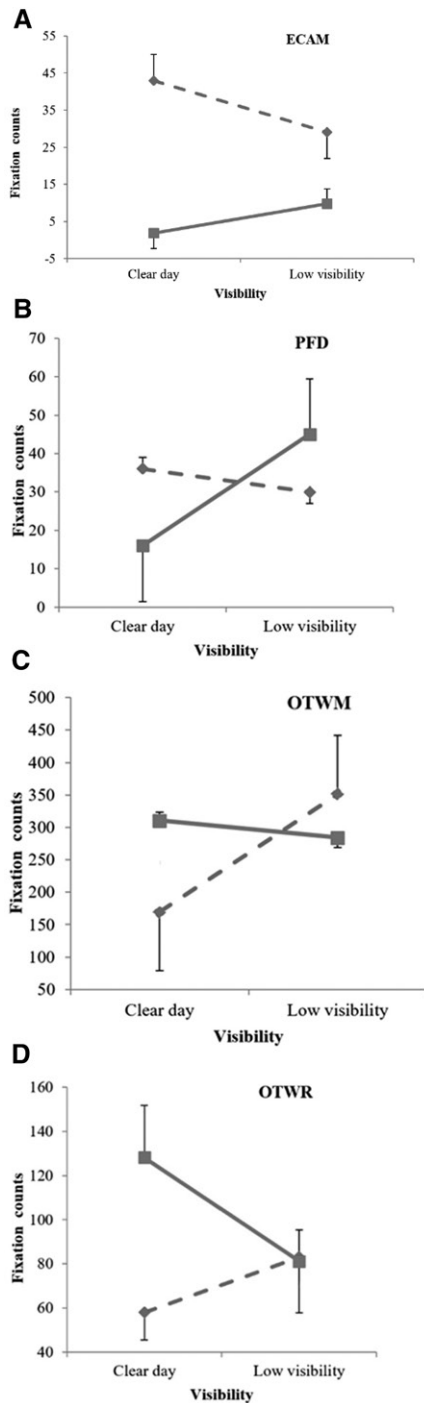 A
ECAM
55
45
35
25
15
5
-5
Fixation counts
Clear day
Low visibility
Visibility
B
PFD
70
60
50
40
30
20
10
0
Fixation counts
Clear day
Low visibility
Visibility
C
OTWM
500
450
400
350
300
250
200
150
100
50
Fixation counts
Clear day
Low visibility
Visibility
D
OTWR
160
140
120
100
80
60
40
Fixation counts
Clear day
Low visibility
Visibility